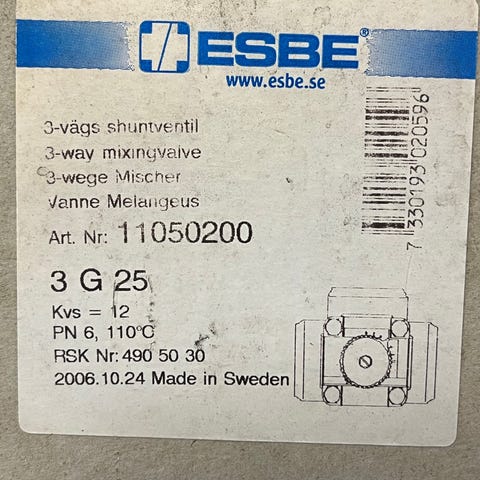 ESBE®
www.esbe.se
3-vägs shuntventil
3-way mixingvalve
3-wege Mischer
Vanne Melangeus
Art. Nr: 11050200
3 G 25
Kvs = 12
PN 6, 110°C
RSK Nr: 490 50 30
2006.10.24 Made in Sweden
7 330193 020596